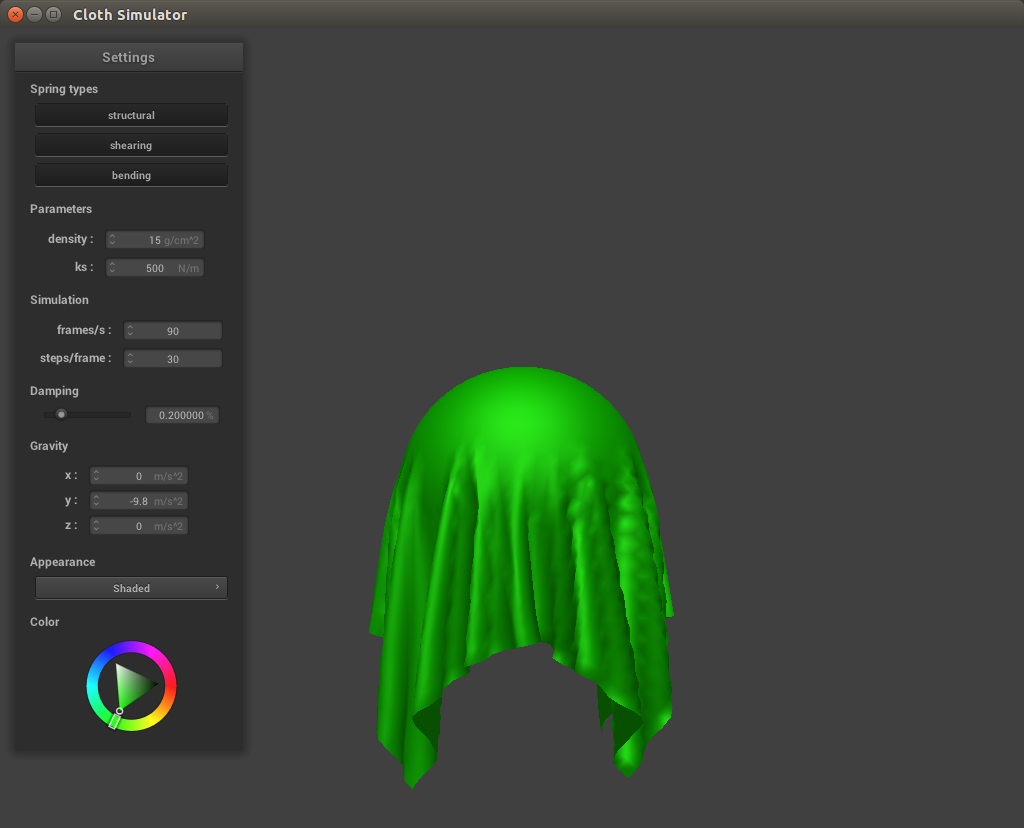 Cloth Simulator
Settings
Spring types
structural
shearing
bending
Parameters
density : 15 g/cm^2
ks : 500 N/m
Simulation
frames/s : 90
steps/frame : 30
Damping
0.200000 %
Gravity
x : 0 m/s^2
y : -9.8 m/s^2
z : 0 m/s^2
Appearance
Shaded
Color